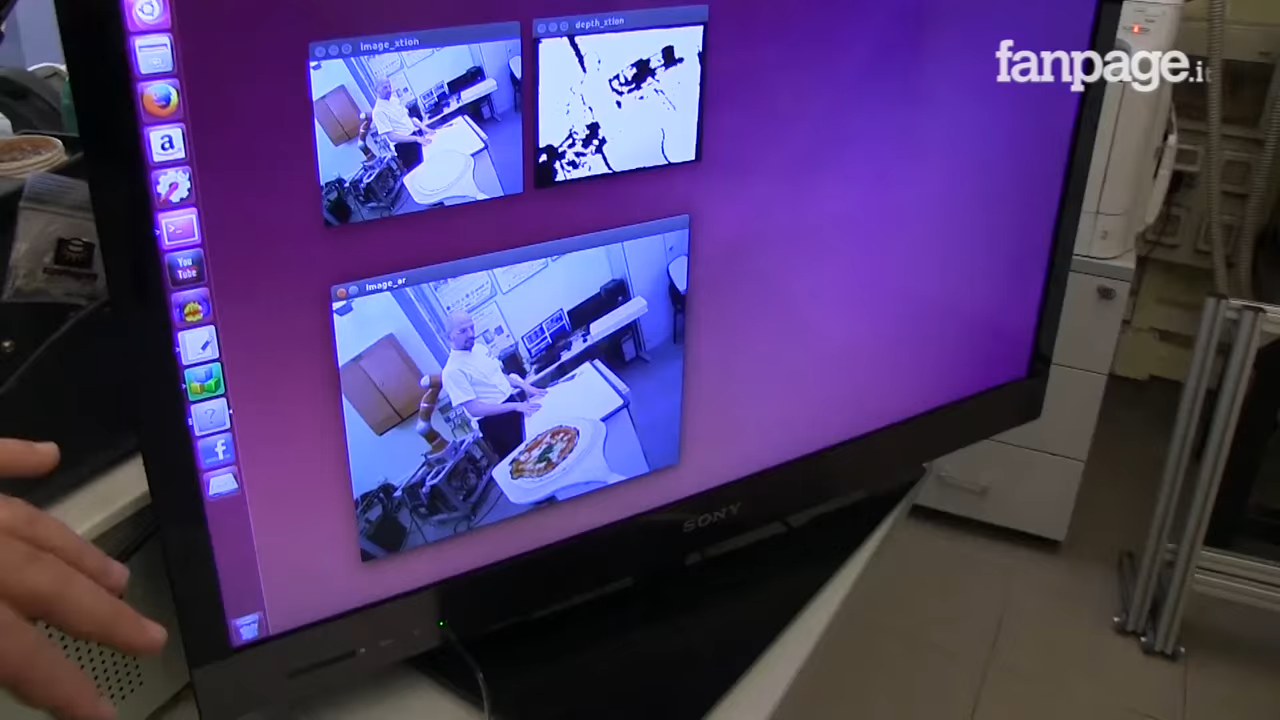 image_xtion
depth_xtion
fanpage.it
a
You
Tube
image_ar
?
f
SONY